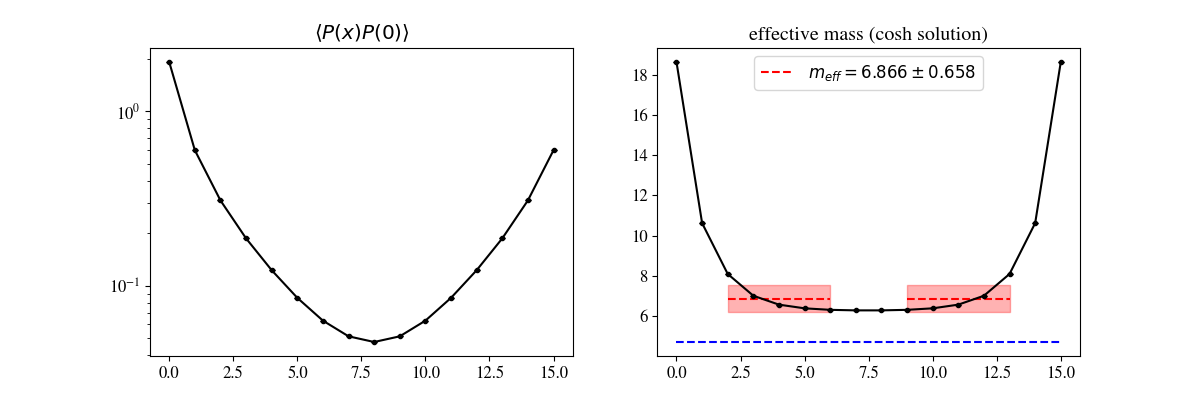 ⟨P(x)P(0)⟩
10⁰
10⁻¹
0.0 2.5 5.0 7.5 10.0 12.5 15.0
effective mass (cosh solution)
m_eff = 6.866 ± 0.658
18
16
14
12
10
8
6
0.0 2.5 5.0 7.5 10.0 12.5 15.0